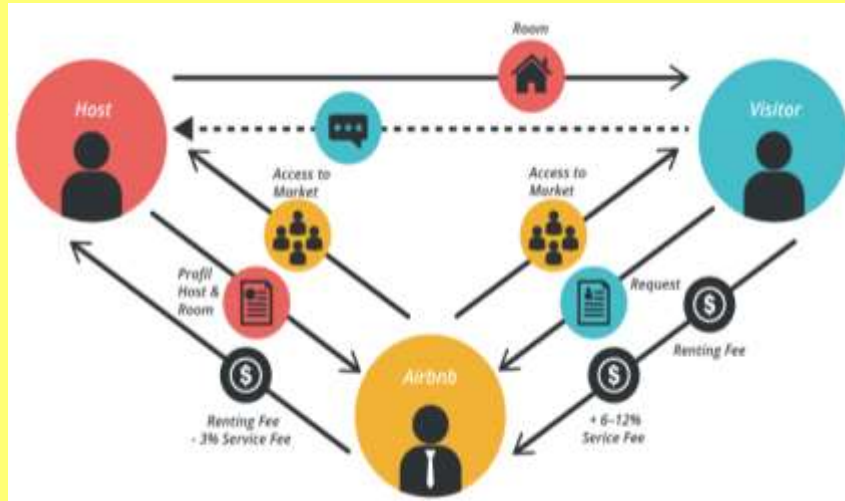 Room
Host
Visitor
Access to
Market
Access to
Market
Profil
Host &
Room
Request
Renting Fee
Airbnb
Renting Fee
- 3% Service Fee
+ 6–12%
Serice Fee
$
$
$